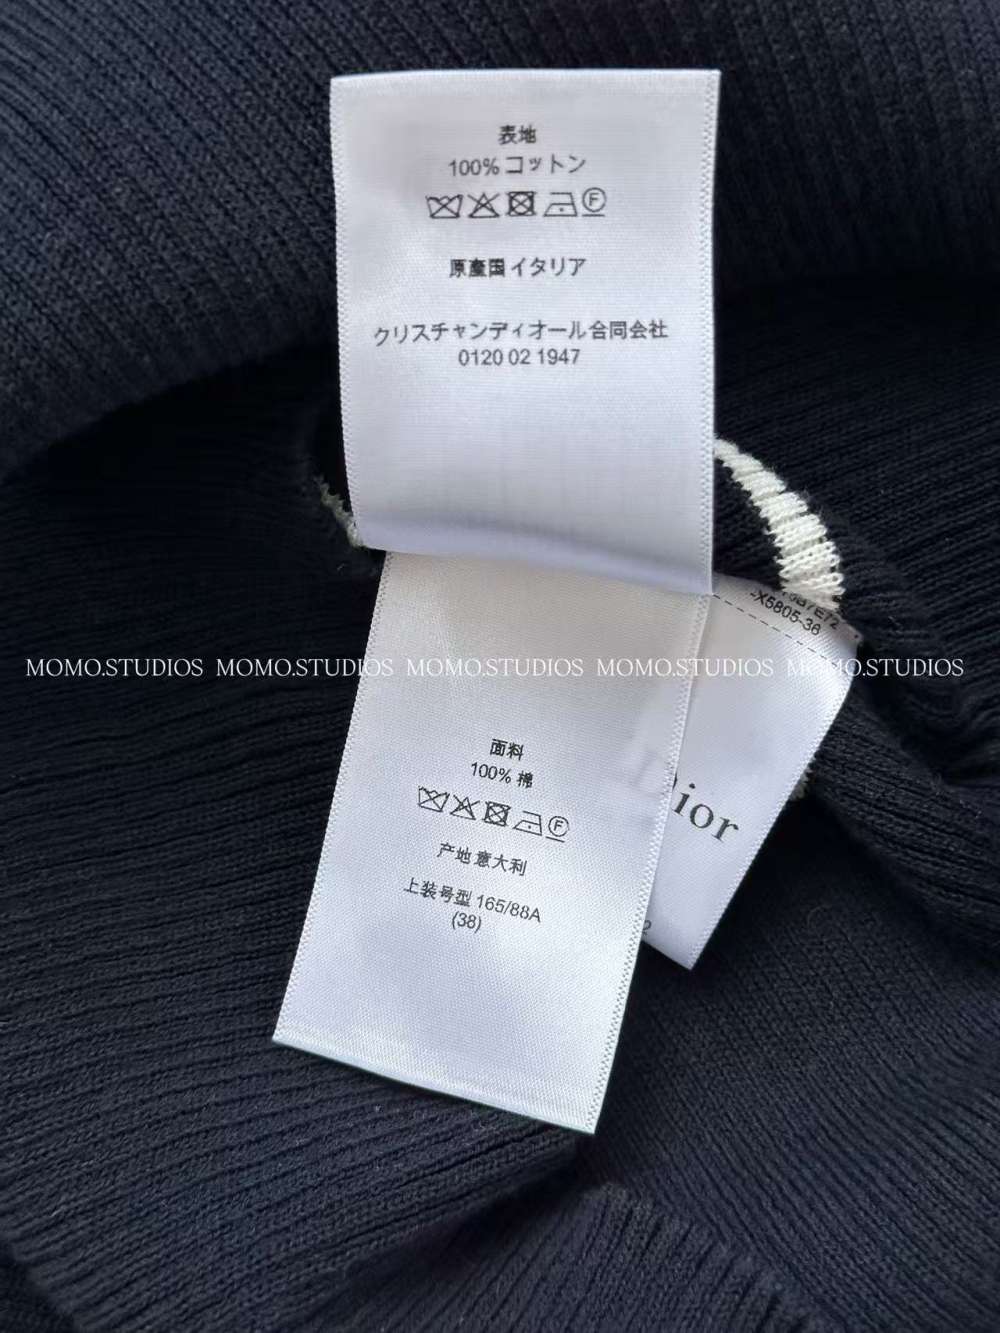 表地
100% コットン
原産国 イタリア
クリスチャンディオール合同会社
0120 02 1947
-X5805-36
MOMO.STUDIOS MOMO.STUDIOS MOMO.STUDIOS MOMO.STUDIOS MOMO.STUDIOS
面料
100% 棉
F
产地 意大利
上装号型 165/88A
(38)
Dior